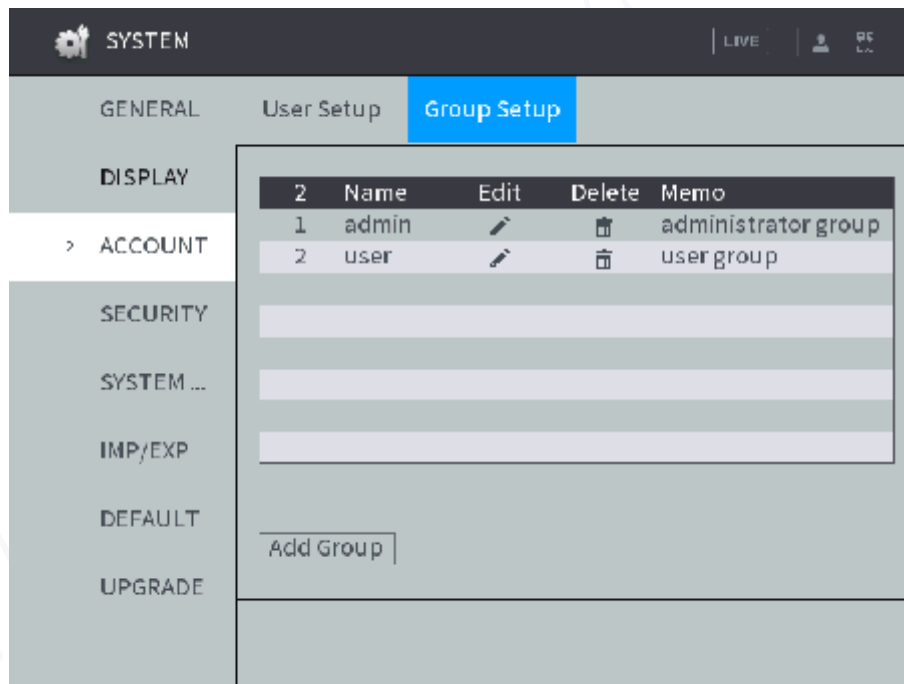 SYSTEM LIVE
GENERAL User Setup Group Setup
DISPLAY
2 Name Edit Delete Memo
1 admin administrator group
> ACCOUNT
2 user user group
SECURITY
SYSTEM ...
IMP/EXP
DEFAULT
Add Group
UPGRADE